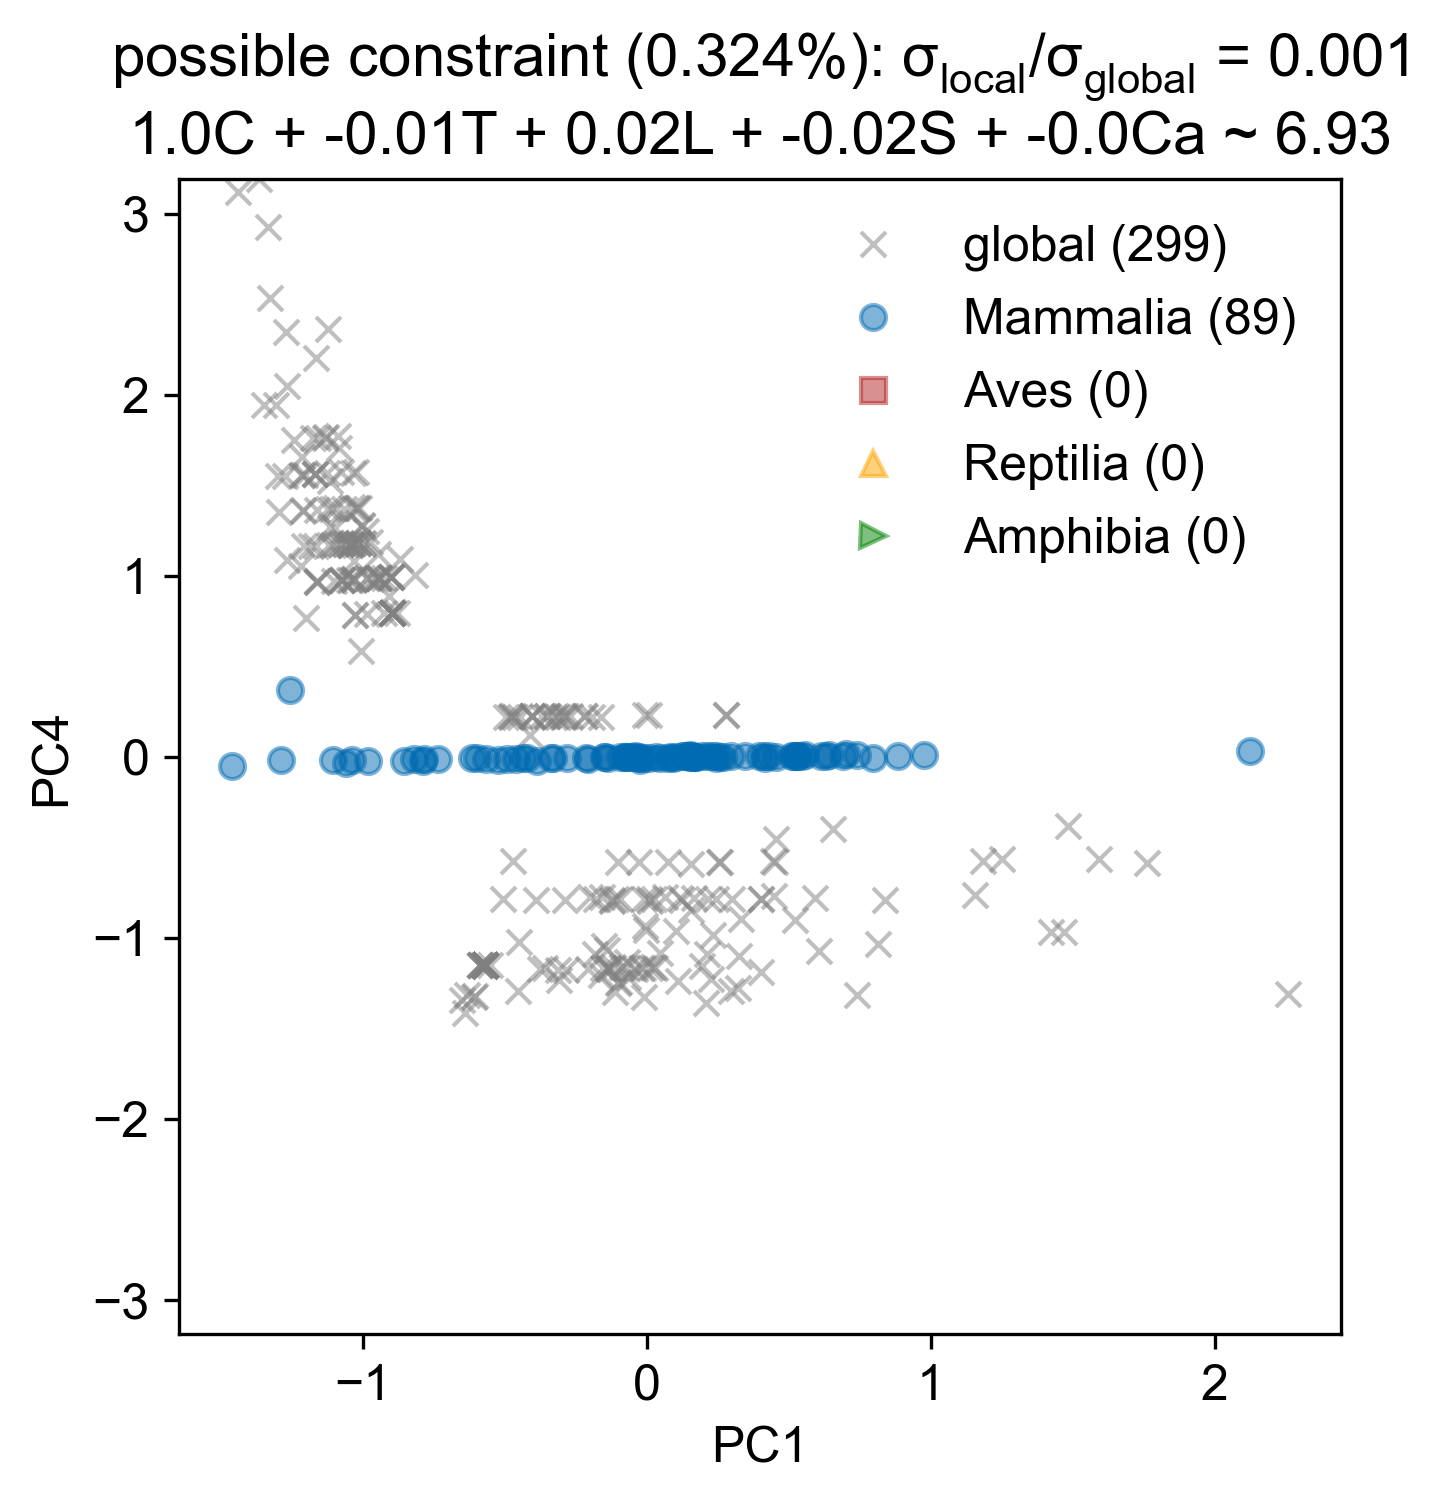 possible constraint (0.324%): σlocal/σglobal = 0.001
1.0C + -0.01T + 0.02L + -0.02S + -0.0Ca ~ 6.93
global (299)
Mammalia (89)
Aves (0)
Reptilia (0)
Amphibia (0)
3
2
1
0
−1
−2
−3
PC4
−1
0
1
2
PC1